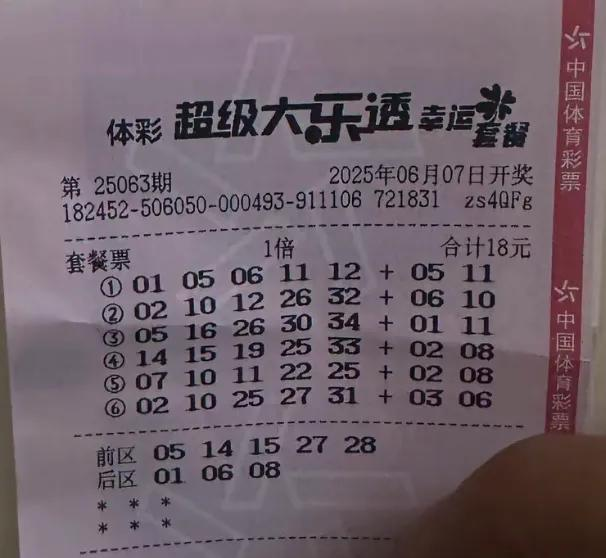 体彩 超级大乐透 幸运套餐
第 25063期 2025年06月07日开奖
182452-506050-000493-911106 721831 zs4QFg
套餐票 1倍 合计18元
① 01 05 06 11 12 + 05 11
② 02 10 12 26 32 + 06 10
③ 05 16 26 30 34 + 01 11
④ 14 15 19 25 33 + 02 08
⑤ 07 10 11 22 25 + 02 08
⑥ 02 10 25 27 31 + 03 06
前区 05 14 15 27 28
后区 01 06 08
* * *
* * *
中国体育彩票
中国体育彩票